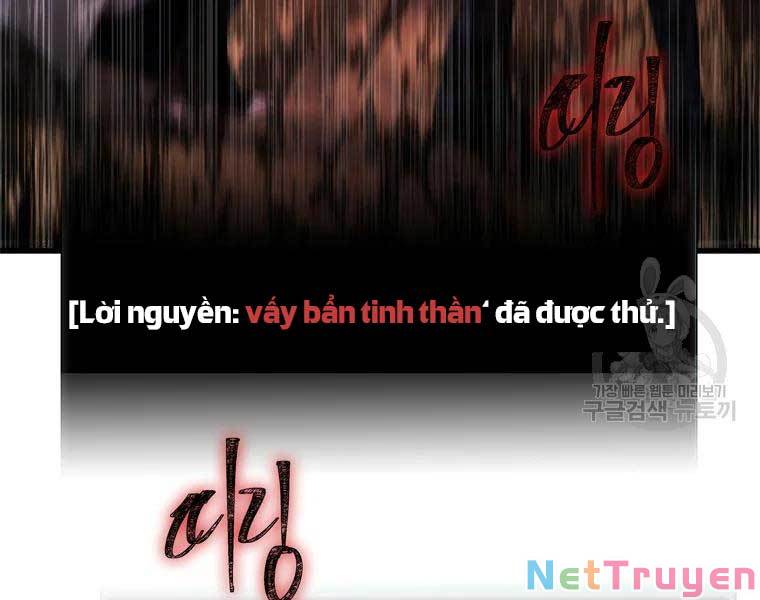 띠링
[Lời nguyền: vấy bẩn tinh thần‘ đã được thử.]
가장 빠른 웹툰 미리보기
구글검색 뉴토끼
띠링
NetTruyen